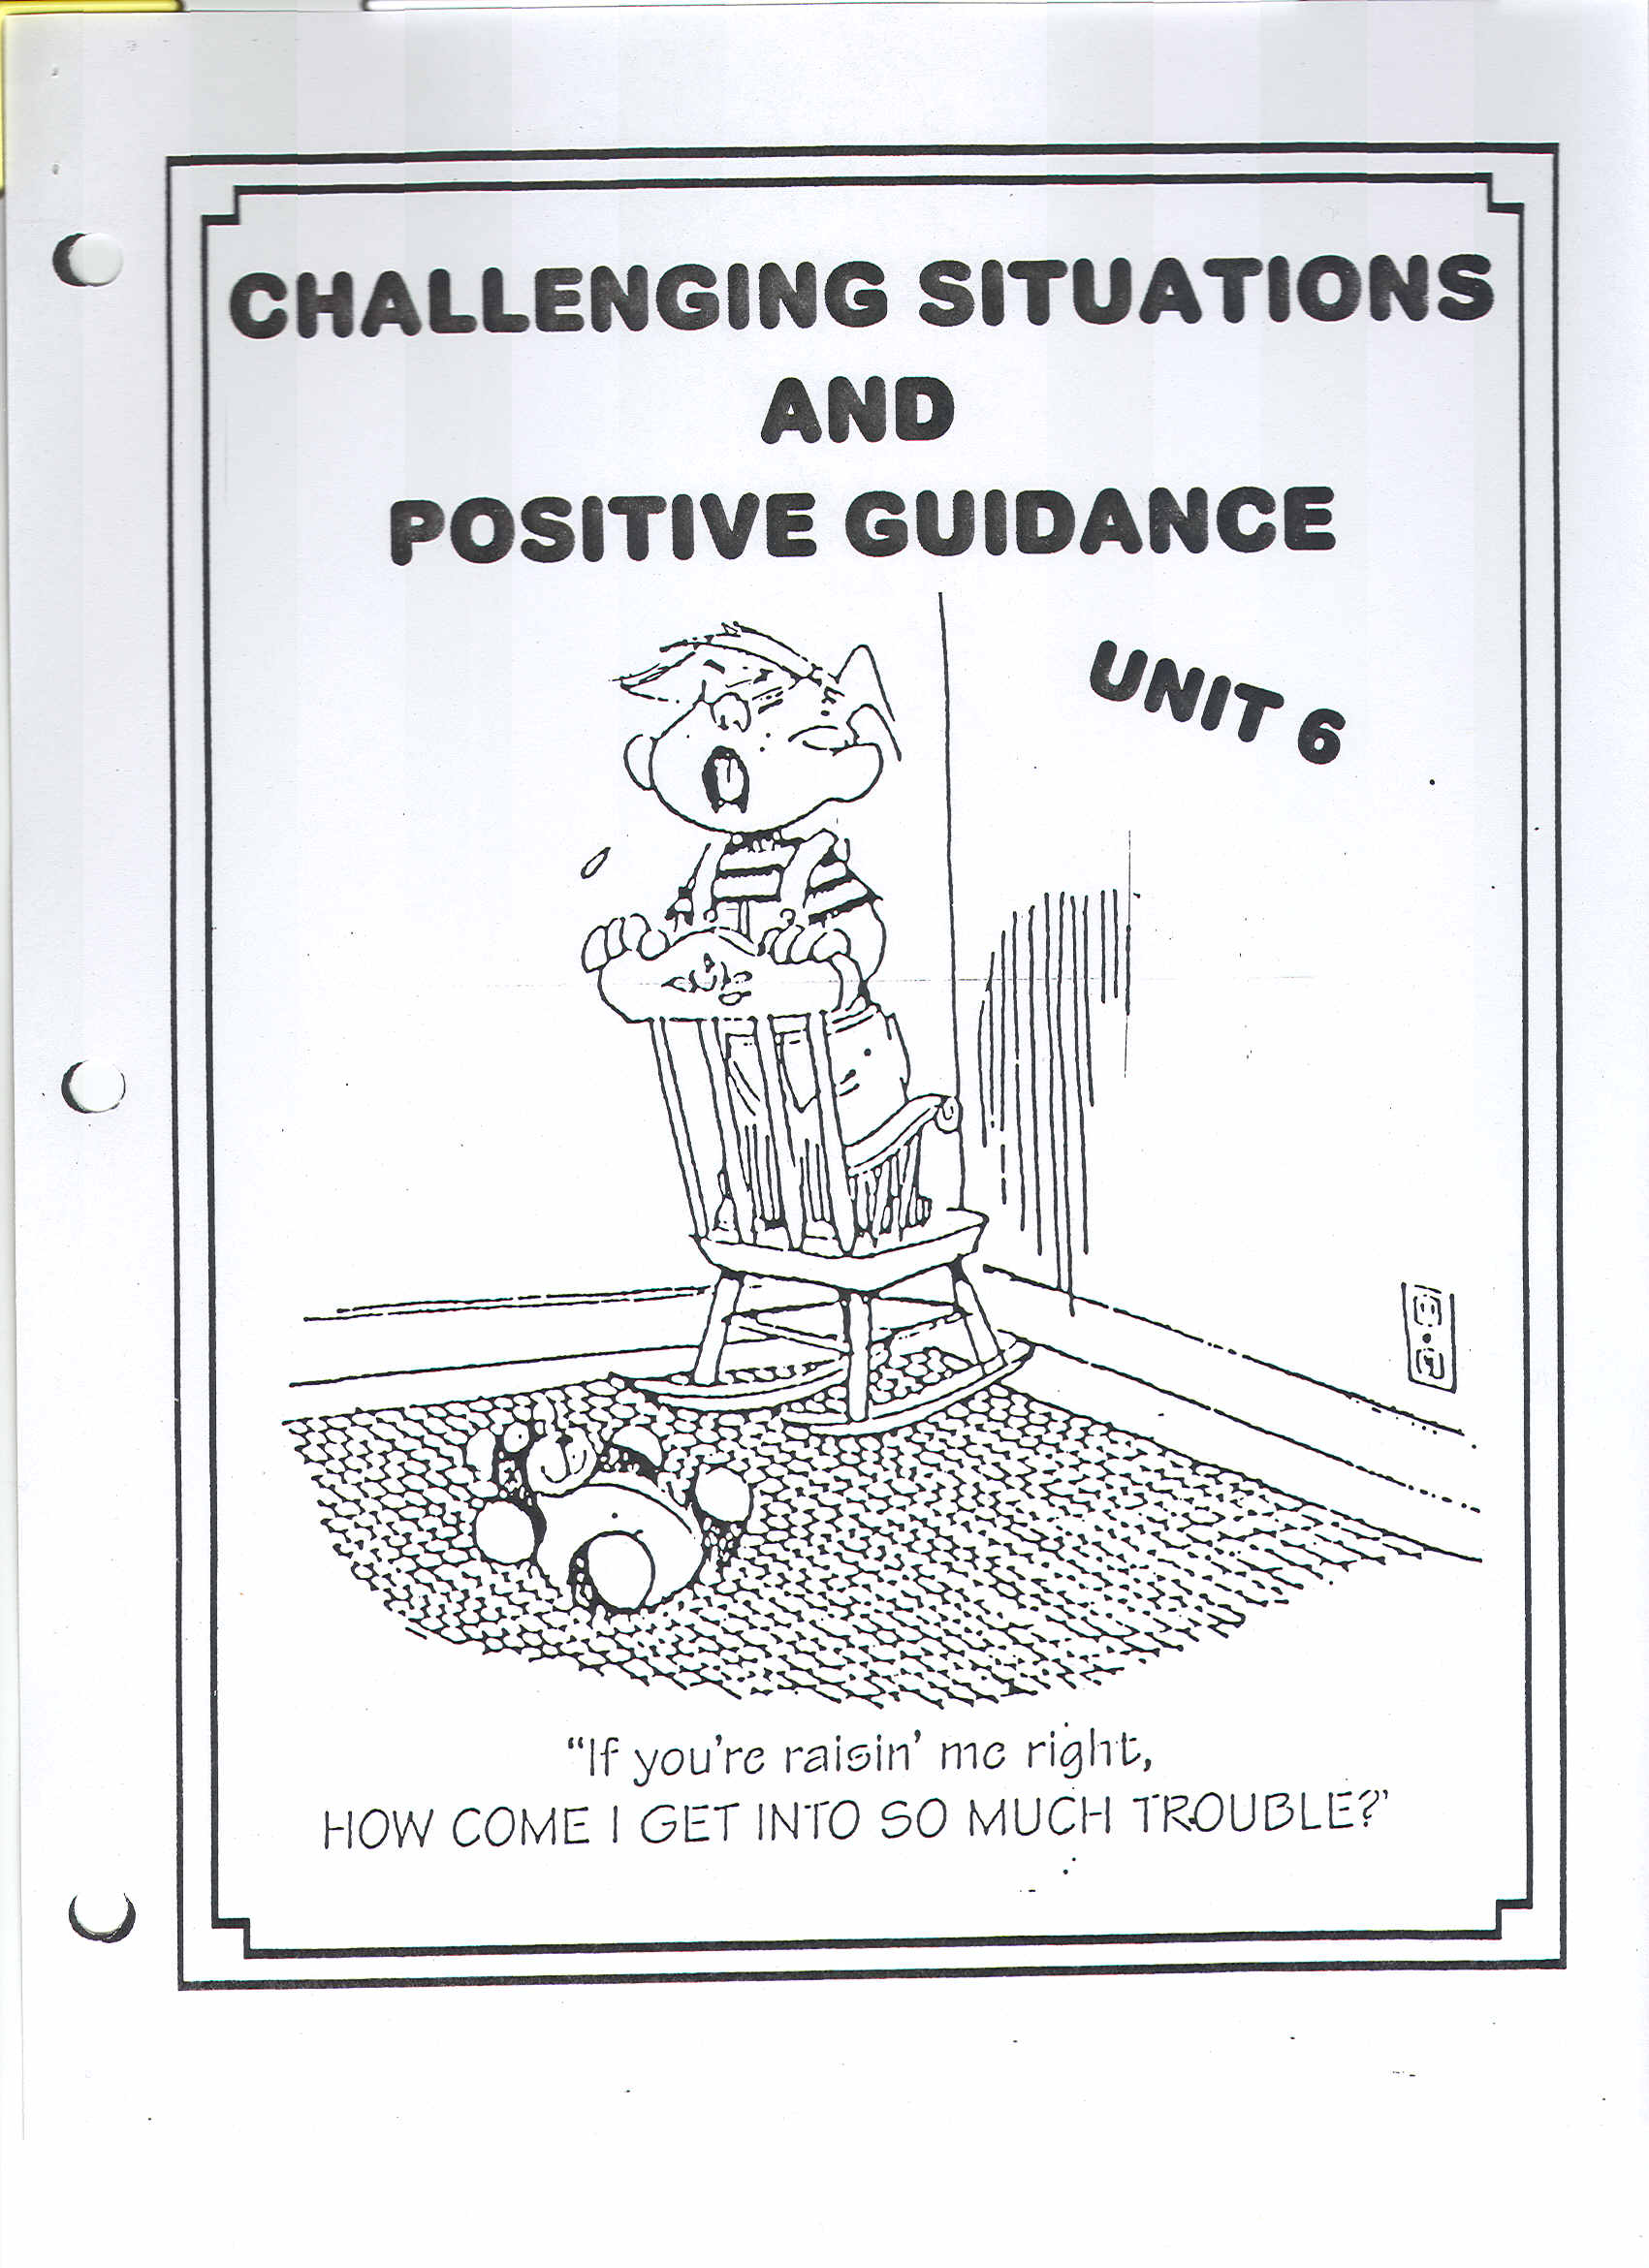 CHALLENGING SITUATIONS
AND
POSITIVE GUIDANCE
UNIT 6
“If you're raisin' me right,
HOW COME I GET INTO SO MUCH TROUBLE?”